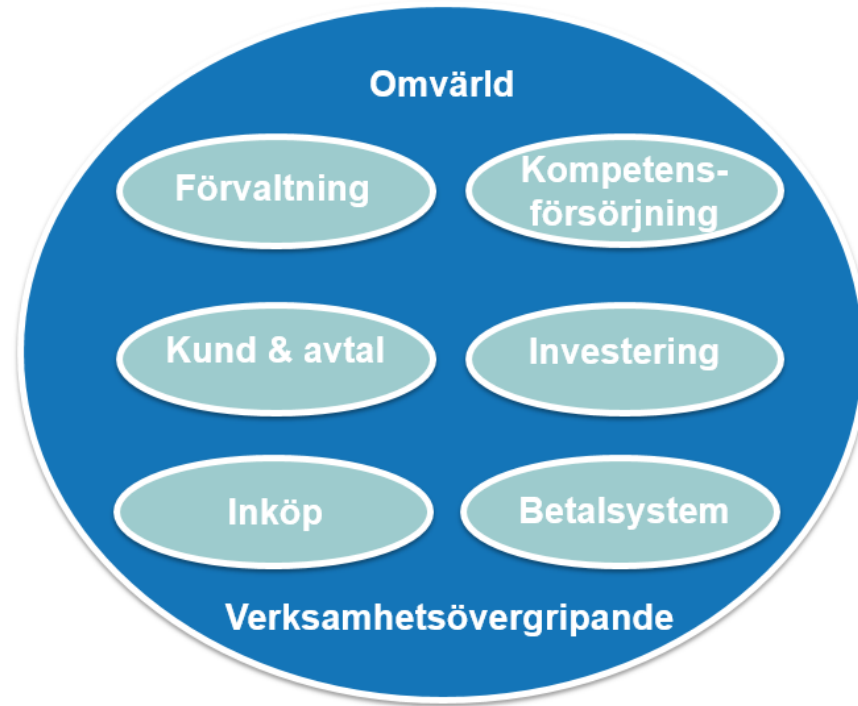 Omvärld
Förvaltning
Kompetens-
försörjning
Kund & avtal
Investering
Inköp
Betalsystem
Verksamhetsövergripande